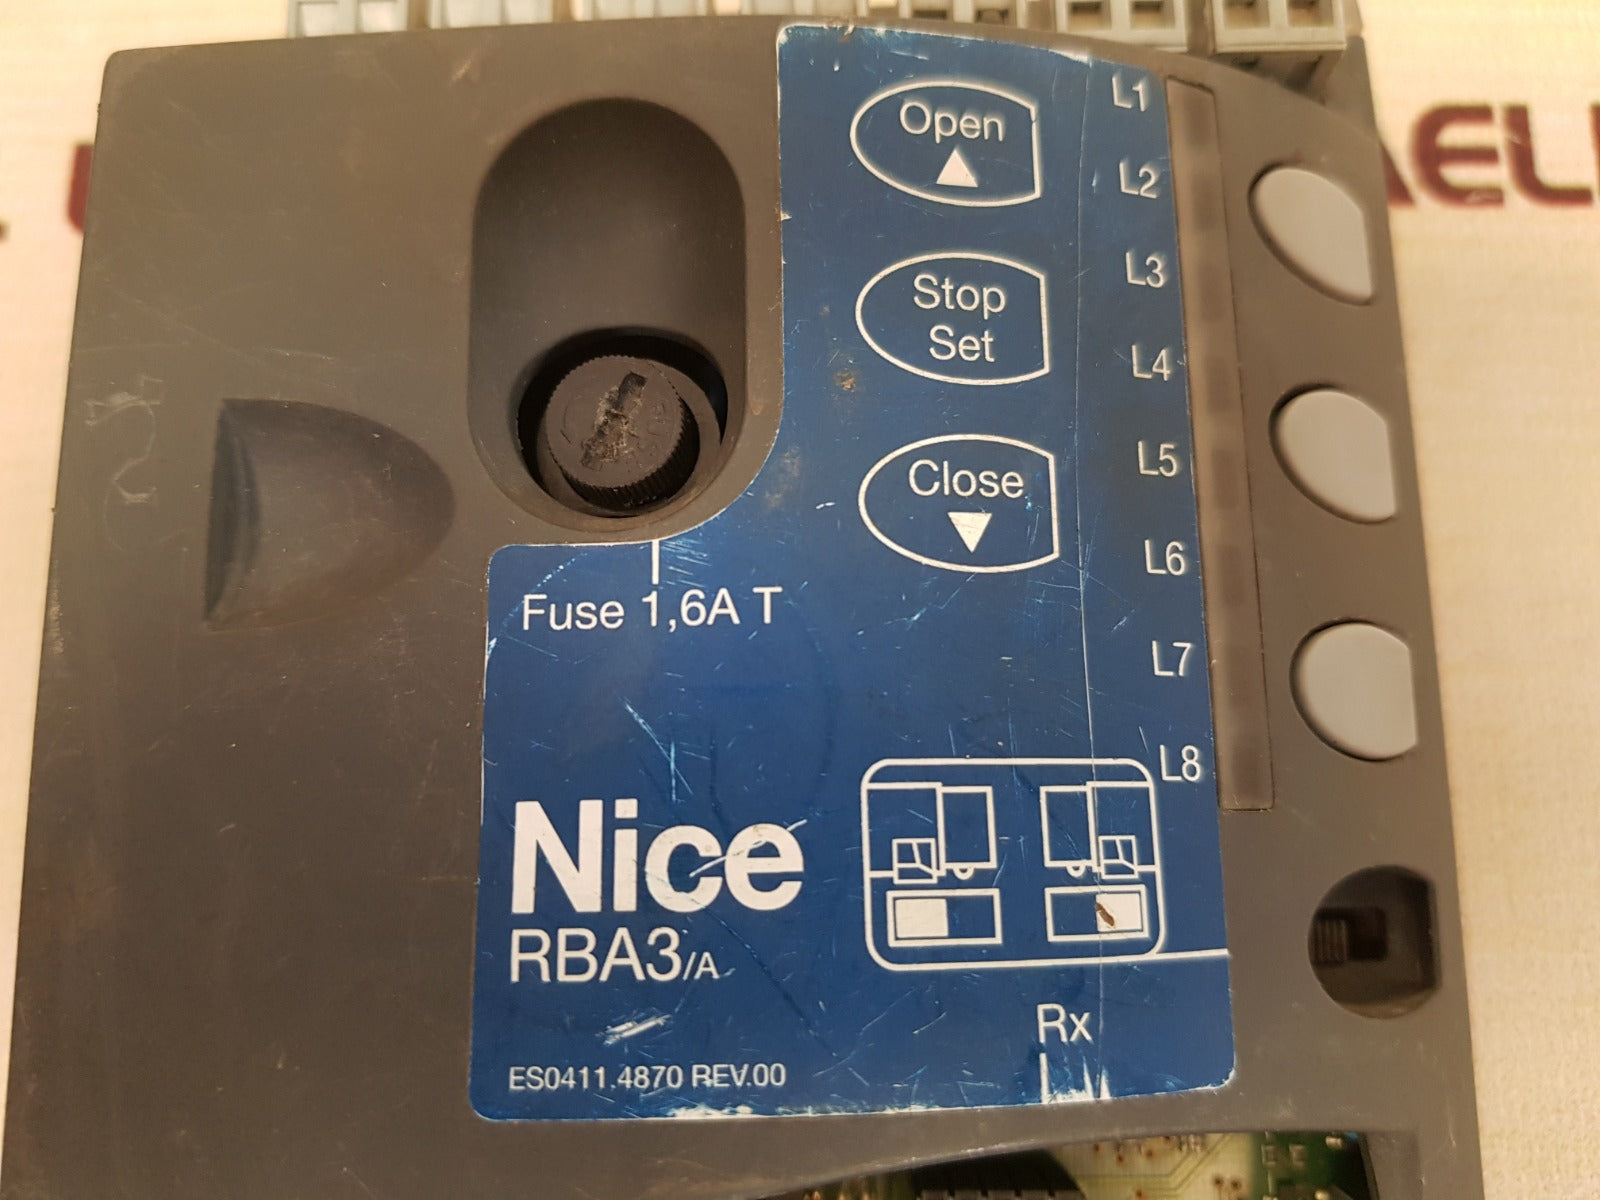 Open
Stop
Set
Close
L1
L2
L3
L4
L5
L6
L7
L8
Fuse 1,6A T
Nice
RBA3/A
Rx
ES0411.4870 REV.00